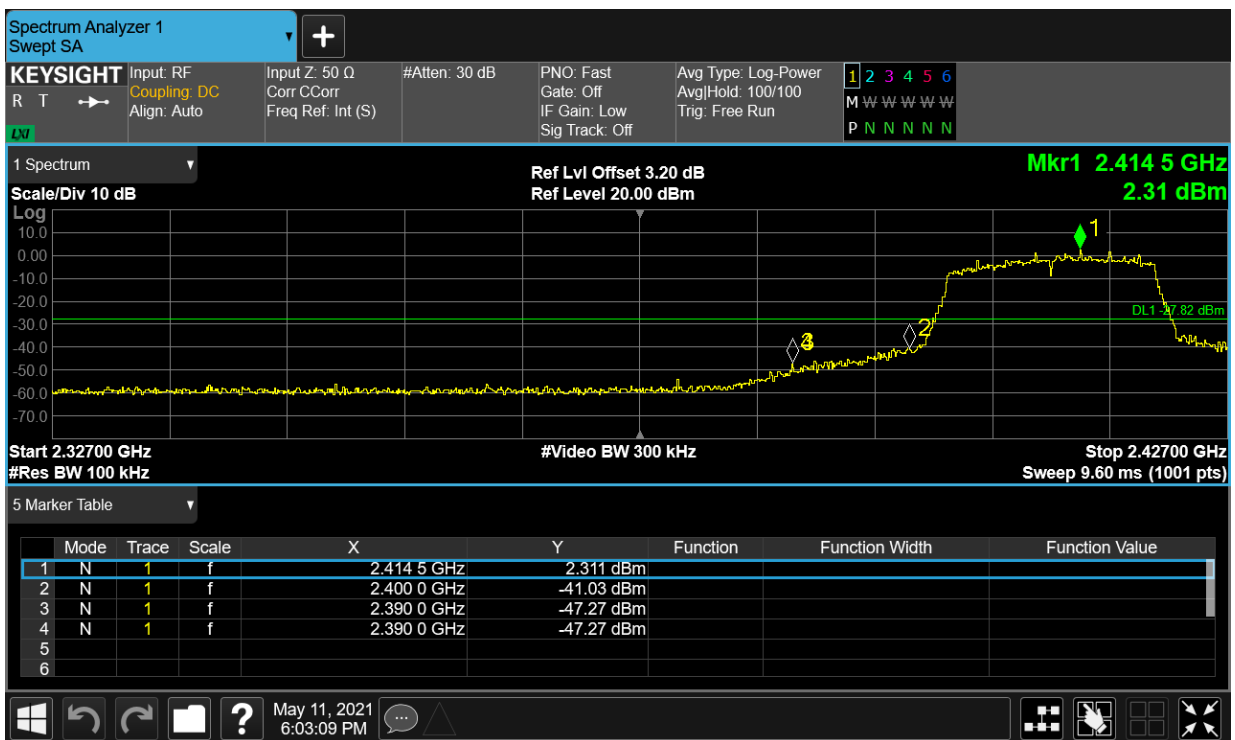 Spectrum Analyzer 1
Swept SA
+
KEYSIGHT
R T
LXI
Input: RF
Coupling: DC
Align: Auto
Input Z: 50 Ω
Corr CCorr
Freq Ref: Int (S)
#Atten: 30 dB
PNO: Fast
Gate: Off
IF Gain: Low
Sig Track: Off
Avg Type: Log-Power
Avg|Hold: 100/100
Trig: Free Run
1 2 3 4 5 6
M W W W W W
P N N N N N
1 Spectrum
Scale/Div 10 dB
Ref Lvl Offset 3.20 dB
Ref Level 20.00 dBm
Mkr1 2.414 5 GHz
2.31 dBm
Log
10.0
0.00
-10.0
-20.0
-30.0
-40.0
-50.0
-60.0
-70.0
1
DL1 -27.82 dBm
2
Start 2.32700 GHz
#Video BW 300 kHz
Stop 2.42700 GHz
#Res BW 100 kHz
Sweep 9.60 ms (1001 pts)
5 Marker Table
Mode Trace Scale X Y Function Function Width Function Value
1 N 1 f 2.414 5 GHz 2.311 dBm
2 N 1 f 2.400 0 GHz -41.03 dBm
3 N 1 f 2.390 0 GHz -47.27 dBm
4 N 1 f 2.390 0 GHz -47.27 dBm
5
6
?
May 11, 2021
6:03:09 PM